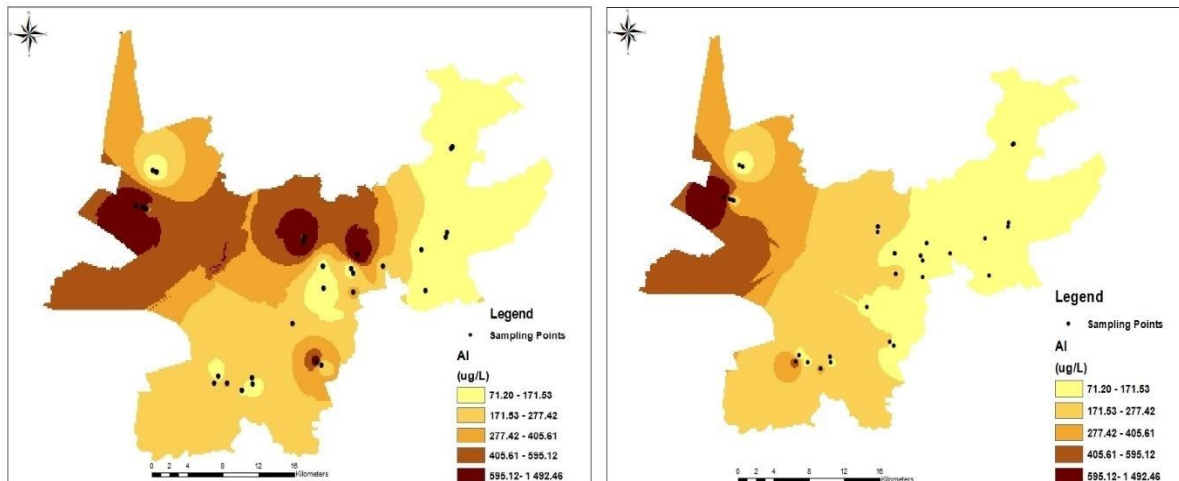 Legend
Sampling Points
Al
(ug/L)
71.20 - 171.53
171.53 - 277.42
277.42 - 405.61
405.61 - 595.12
595.12- 1 492.46
0 2 4 8 12 16
Kilometers
Legend
Sampling Points
Al
(ug/L)
71.20 - 171.53
171.53 - 277.42
277.42 - 405.61
405.61 - 595.12
595.12- 1 492.46
0 2 4 8 12 16
Kilometers